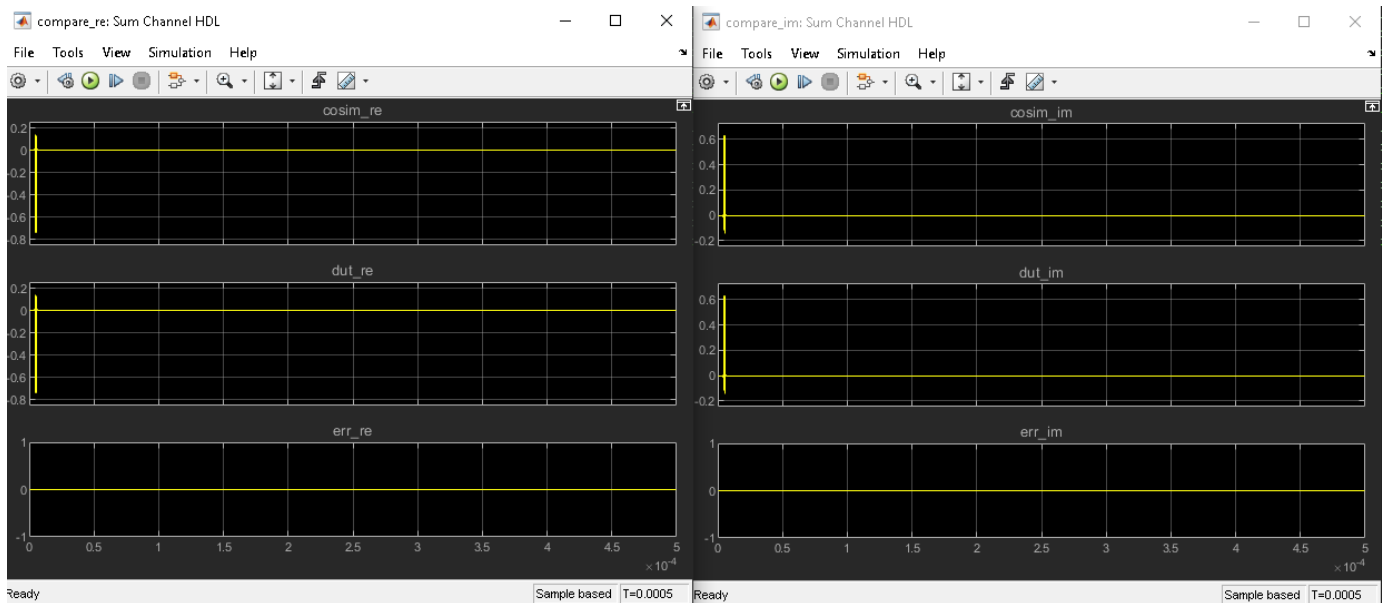 compare_re: Sum Channel HDL
File Tools View Simulation Help
cosim_re
0.2
0
-0.2
-0.4
-0.6
-0.8
dut_re
0.2
0
-0.2
-0.4
-0.6
-0.8
err_re
1
0
-1
0 0.5 1 1.5 2 2.5 3 3.5 4 4.5 5
×10-4
Ready Sample based T=0.0005
compare_im: Sum Channel HDL
File Tools View Simulation Help
cosim_im
0.6
0.4
0.2
0
-0.2
dut_im
0.6
0.4
0.2
0
-0.2
err_im
1
0
-1
0 0.5 1 1.5 2 2.5 3 3.5 4 4.5 5
×10-4
Ready Sample based T=0.0005